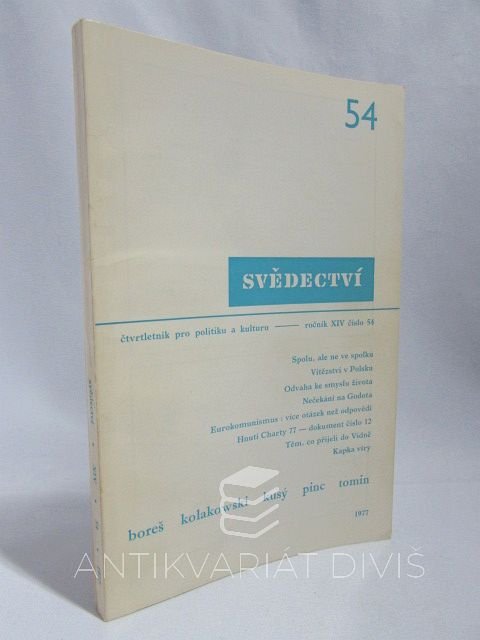 54
SVĚDECTVÍ
čtvrtletník pro politiku a kulturu — ročník XIV číslo 54
Spolu, ale ne ve spolku
Vítězství v Polsku
Odvaha ke smyslu života
Nečekání na Godota
Eurokomunismus : více otázek než odpovědí
Hnutí Charty 77 — dokument číslo 12
Těm, co přijeli do Vídně
Kapka víry
boreš kolakowski kusý pinc tomín
1977
ANTIKVARIÁT DIVIŠ
svědectví • XIV •